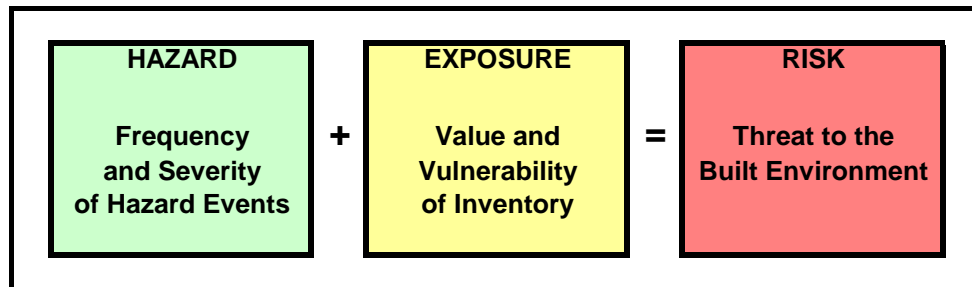 HAZARD
Frequency
and Severity
of Hazard Events
+
EXPOSURE
Value and
Vulnerability
of Inventory
=
RISK
Threat to the
Built Environment